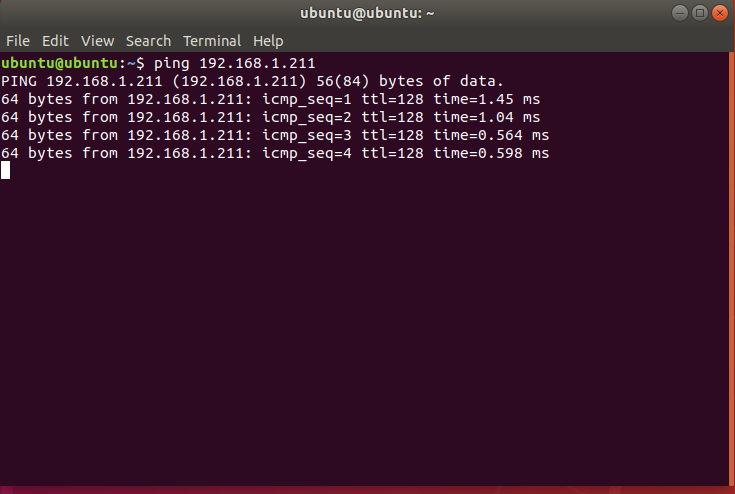 ubuntu@ubuntu: ~
File Edit View Search Terminal Help
ubuntu@ubuntu:~$ ping 192.168.1.211
PING 192.168.1.211 (192.168.1.211) 56(84) bytes of data.
64 bytes from 192.168.1.211: icmp_seq=1 ttl=128 time=1.45 ms
64 bytes from 192.168.1.211: icmp_seq=2 ttl=128 time=1.04 ms
64 bytes from 192.168.1.211: icmp_seq=3 ttl=128 time=0.564 ms
64 bytes from 192.168.1.211: icmp_seq=4 ttl=128 time=0.598 ms